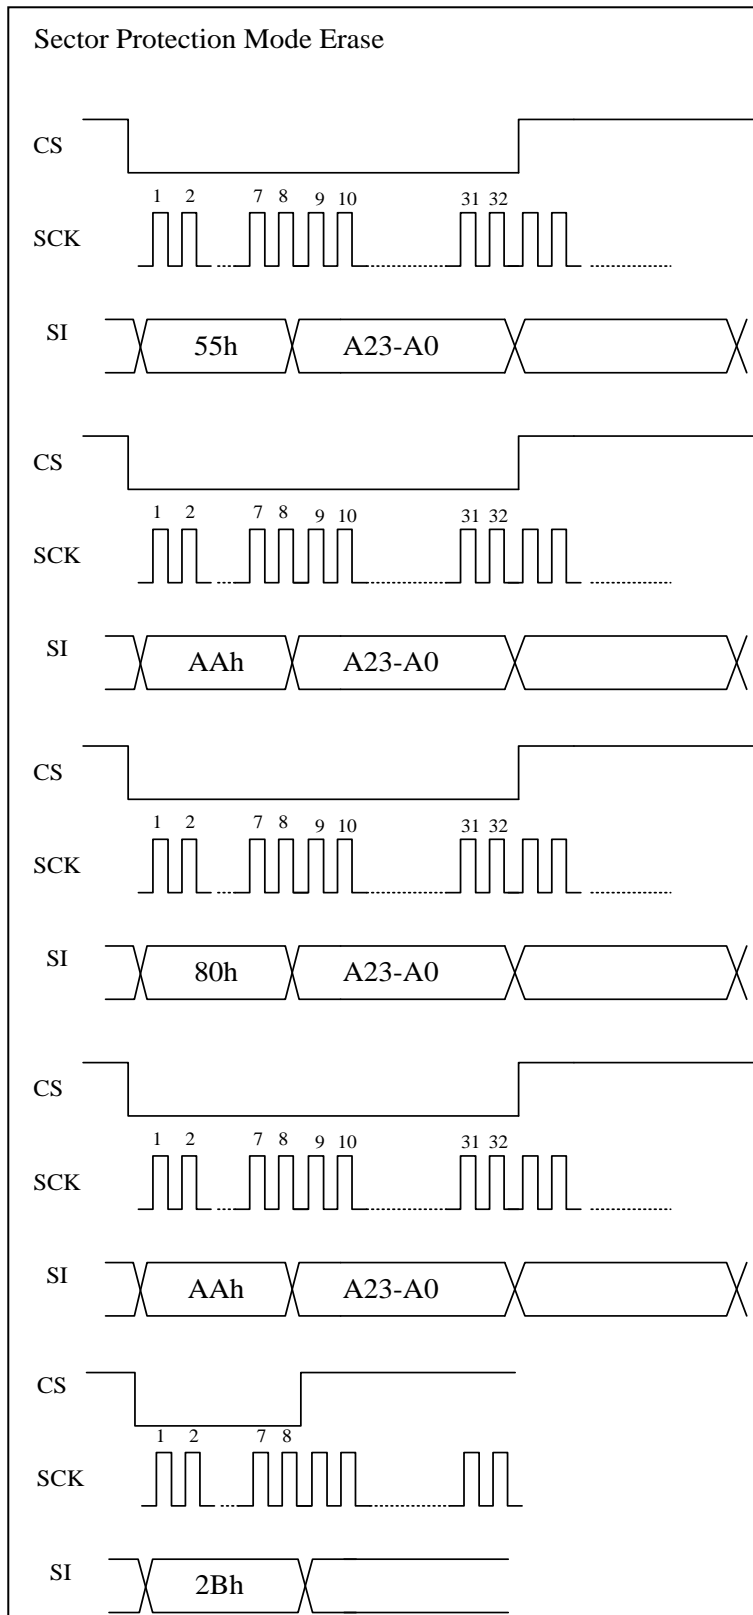 Sector Protection Mode Erase
CS
1 2 7 8 9 10 31 32
SCK
SI 55h A23-A0
CS
1 2 7 8 9 10 31 32
SCK
SI AAh A23-A0
CS
1 2 7 8 9 10 31 32
SCK
SI 80h A23-A0
CS
1 2 7 8 9 10 31 32
SCK
SI AAh A23-A0
CS
1 2 7 8
SCK
SI 2Bh